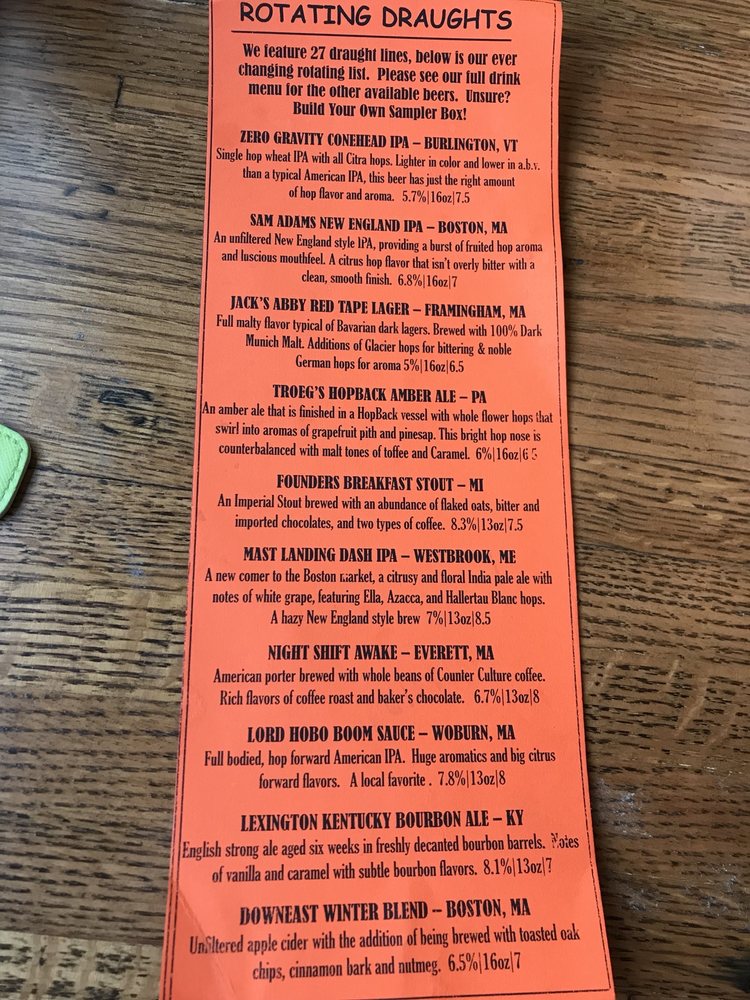 ROTATING DRAUGHTS
We feature 27 draught lines, below is our ever
changing rotating list. Please see our full drink
menu for the other available beers. Unsure?
Build Your Own Sampler Box!
ZERO GRAVITY CONEHEAD IPA – BURLINGTON, VT
Single hop wheat IPA with all Citra hops. Lighter in color and lower in a.b.v.
than a typical American IPA, this beer has just the right amount
of hop flavor and aroma. 5.7%|16oz|7.5
SAM ADAMS NEW ENGLAND IPA – BOSTON, MA
An unfiltered New England style IPA, providing a burst of fruited hop aroma
and luscious mouthfeel. A citrus hop flavor that isn't overly bitter with a
clean, smooth finish. 6.8%|16oz|7
JACK'S ABBY RED TAPE LAGER – FRAMINGHAM, MA
Full malty flavor typical of Bavarian dark lagers. Brewed with 100% Dark
Munich Malt. Additions of Glacier hops for bittering & noble
German hops for aroma 5%|16oz|6.5
TROEG'S HOPBACK AMBER ALE – PA
An amber ale that is finished in a HopBack vessel with whole flower hops that
swirl into aromas of grapefruit pith and pinesap. This bright hop nose is
counterbalanced with malt tones of toffee and Caramel. 6%|16oz|6.5
FOUNDERS BREAKFAST STOUT – MI
An Imperial Stout brewed with an abundance of flaked oats, bitter and
imported chocolates, and two types of coffee. 8.3%|13oz|7.5
MAST LANDING DASH IPA – WESTBROOK, ME
A new comer to the Boston market, a citrusy and floral India pale ale with
notes of white grape, featuring Ella, Azacca, and Hallertau Blanc hops.
A hazy New England style brew 7%|13oz|8.5
NIGHT SHIFT AWAKE – EVERETT, MA
American porter brewed with whole beans of Counter Culture coffee.
Rich flavors of coffee roast and baker's chocolate. 6.7%|13oz|8
LORD HOBO BOOM SAUCE – WOBURN, MA
Full bodied, hop forward American IPA. Huge aromatics and big citrus
forward flavors. A local favorite . 7.8%|13oz|8
LEXINGTON KENTUCKY BOURBON ALE – KY
English strong ale aged six weeks in freshly decanted bourbon barrels. Notes
of vanilla and caramel with subtle bourbon flavors. 8.1%|13oz|7
DOWNEAST WINTER BLEND – BOSTON, MA
Unfiltered apple cider with the addition of being brewed with toasted oak
chips, cinnamon bark and nutmeg. 6.5%|16oz|7